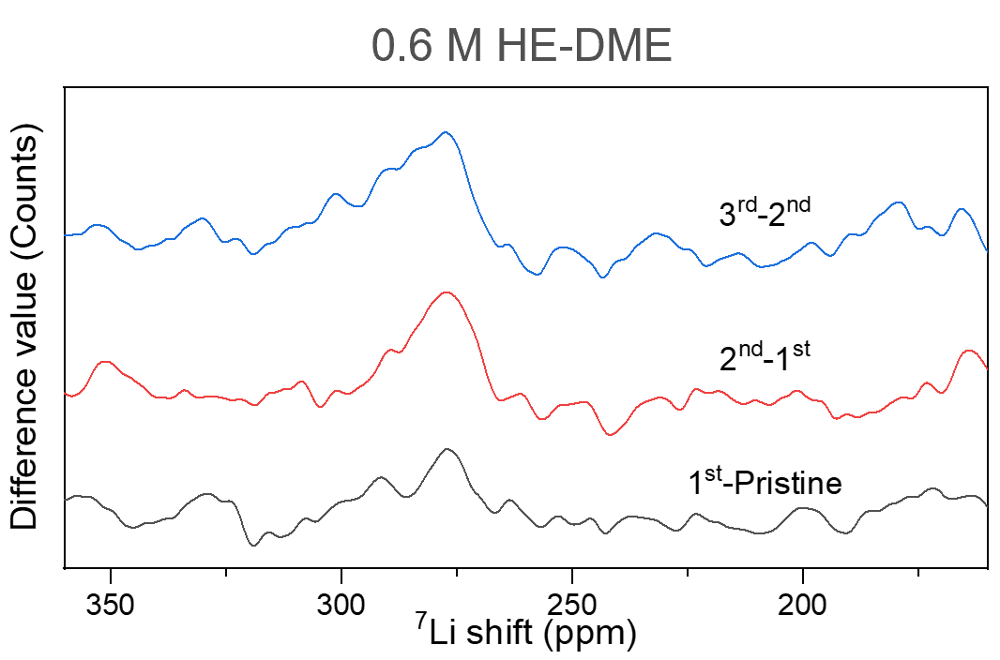 0.6 M HE-DME
Difference value (Counts)
3rd-2nd
2nd-1st
1st-Pristine
350 300 250 200
7Li shift (ppm)